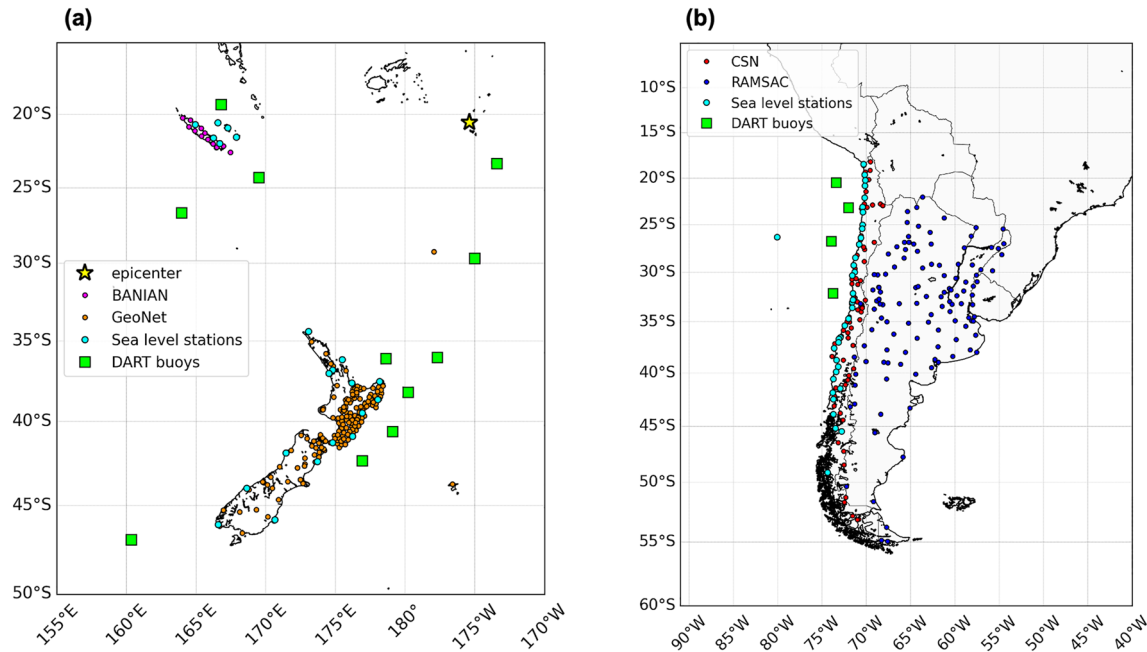 (a)
20°S
25°S
30°S
35°S
40°S
45°S
50°S
155°E
160°E
165°E
170°E
175°E
180°
175°W
170°W
epicenter
BANIAN
GeoNet
Sea level stations
DART buoys
(b)
10°S
15°S
20°S
25°S
30°S
35°S
40°S
45°S
50°S
55°S
60°S
90°W
85°W
80°W
75°W
70°W
65°W
60°W
55°W
50°W
45°W
40°W
CSN
RAMSAC
Sea level stations
DART buoys